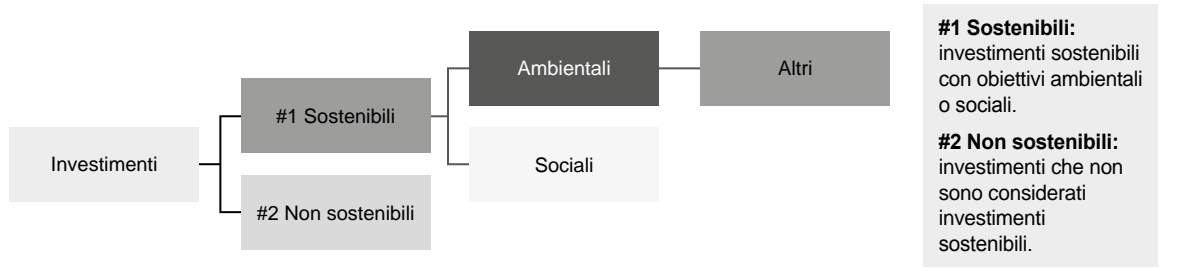 Investimenti
#1 Sostenibili
#2 Non sostenibili
Ambientali
Sociali
Altri
#1 Sostenibili:
investimenti sostenibili
con obiettivi ambientali
o sociali.
#2 Non sostenibili:
investimenti che non
sono considerati
investimenti
sostenibili.